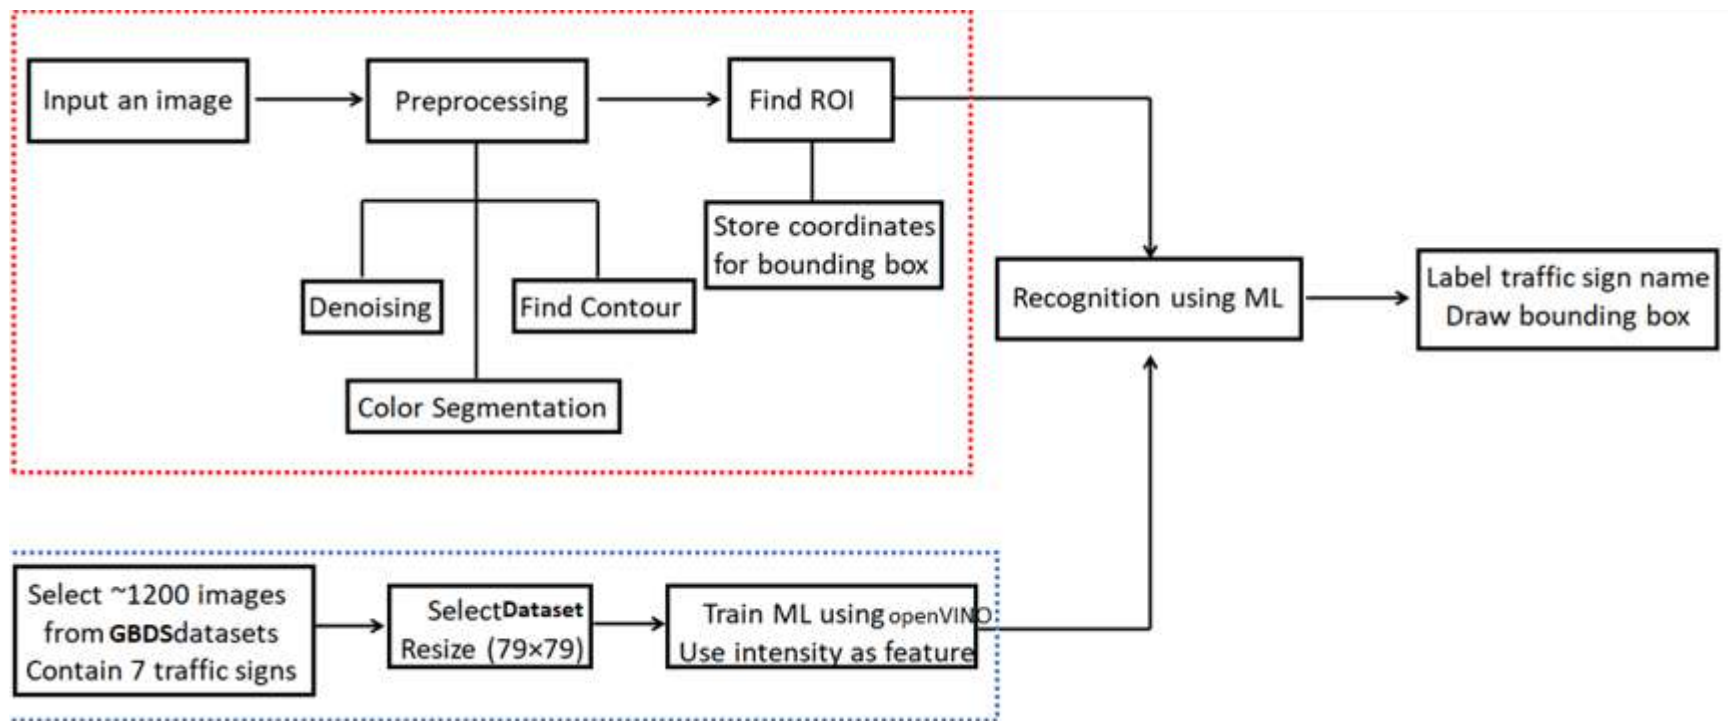 Input an image
Preprocessing
Find ROI
Store coordinates
for bounding box
Denoising
Find Contour
Color Segmentation
Recognition using ML
Label traffic sign name
Draw bounding box
Select ~1200 images
from GBDSdatasets
Contain 7 traffic signs
SelectDataset
Resize (79×79)
Train ML using openVINO
Use intensity as feature